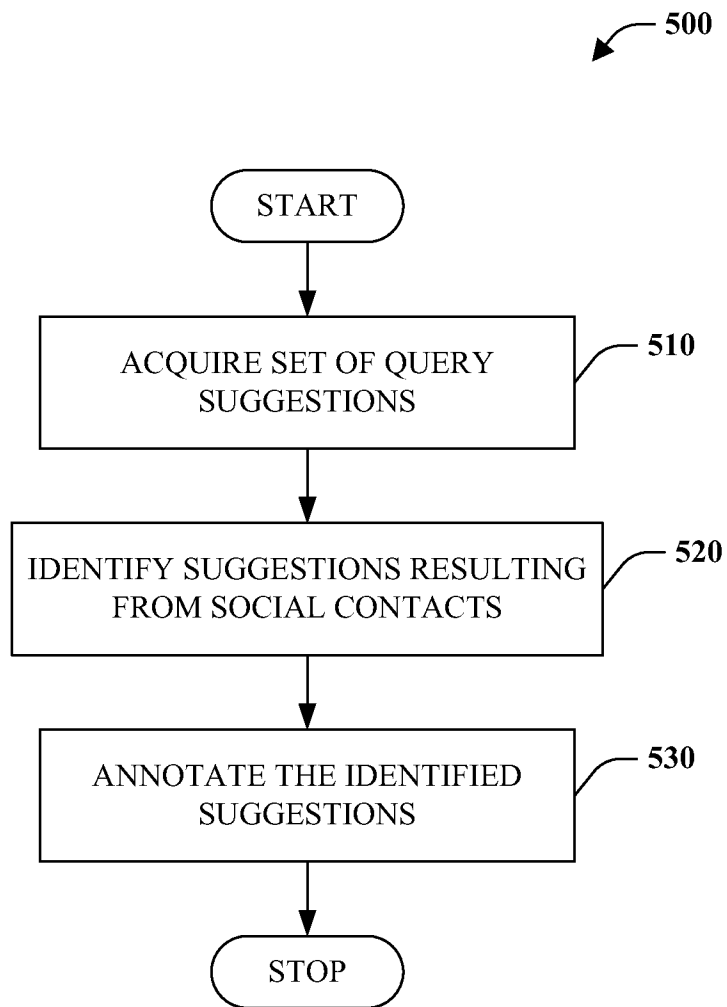 500
START
ACQUIRE SET OF QUERY
SUGGESTIONS
510
IDENTIFY SUGGESTIONS RESULTING
FROM SOCIAL CONTACTS
520
ANNOTATE THE IDENTIFIED
SUGGESTIONS
530
STOP